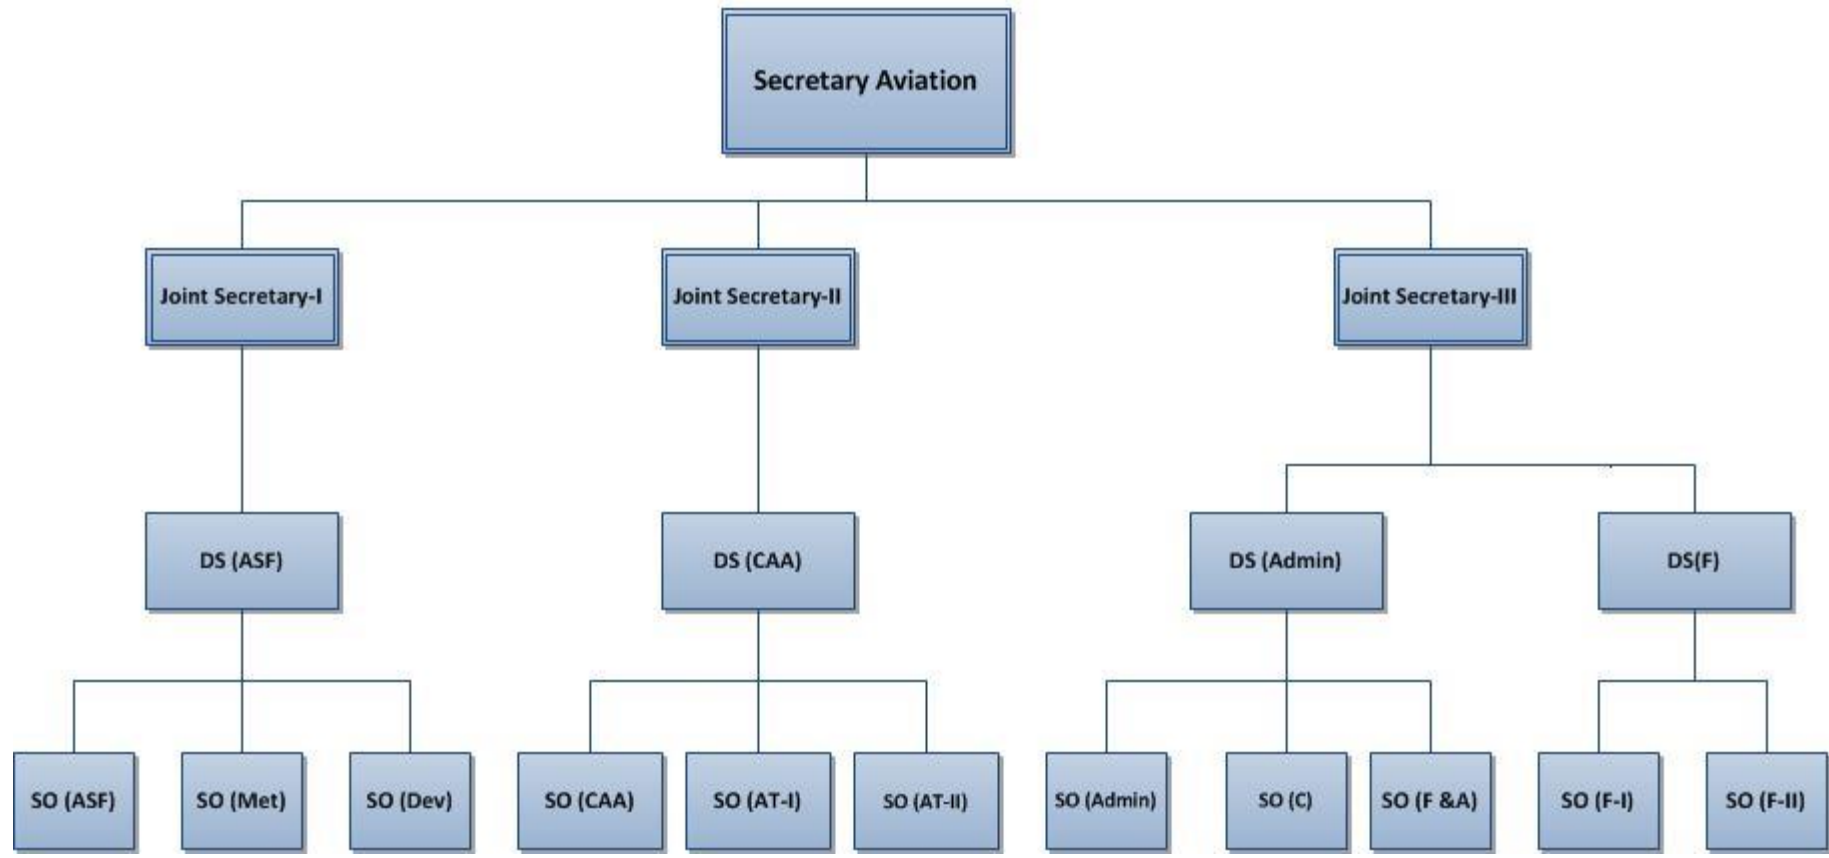 Secretary Aviation
Joint Secretary-I
Joint Secretary-II
Joint Secretary-III
DS (ASF)
DS (CAA)
DS (Admin)
DS(F)
SO (ASF)
SO (Met)
SO (Dev)
SO (CAA)
SO (AT-I)
SO (AT-II)
SO (Admin)
SO (C)
SO (F &A)
SO (F-I)
SO (F-II)